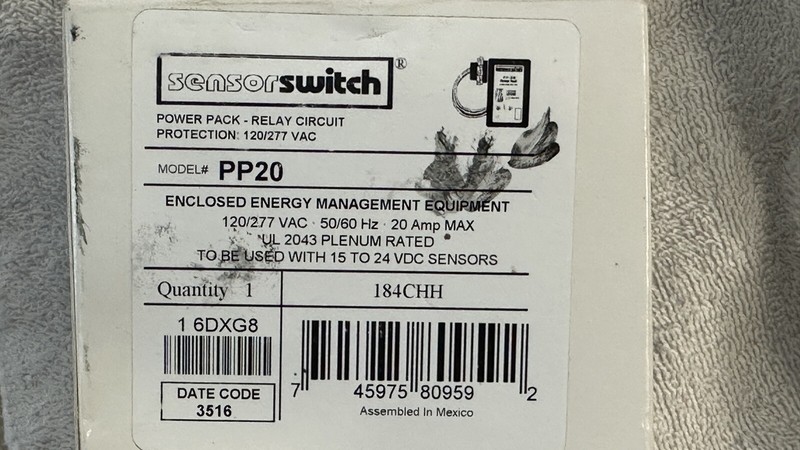 sensorswitch®
POWER PACK - RELAY CIRCUIT
PROTECTION: 120/277 VAC
MODEL# PP20
ENCLOSED ENERGY MANAGEMENT EQUIPMENT
120/277 VAC · 50/60 Hz · 20 Amp MAX
UL 2043 PLENUM RATED
TO BE USED WITH 15 TO 24 VDC SENSORS
Quantity 1
184CHH
1 6DXG8
DATE CODE
3516
7 45975 80959 2
Assembled In Mexico